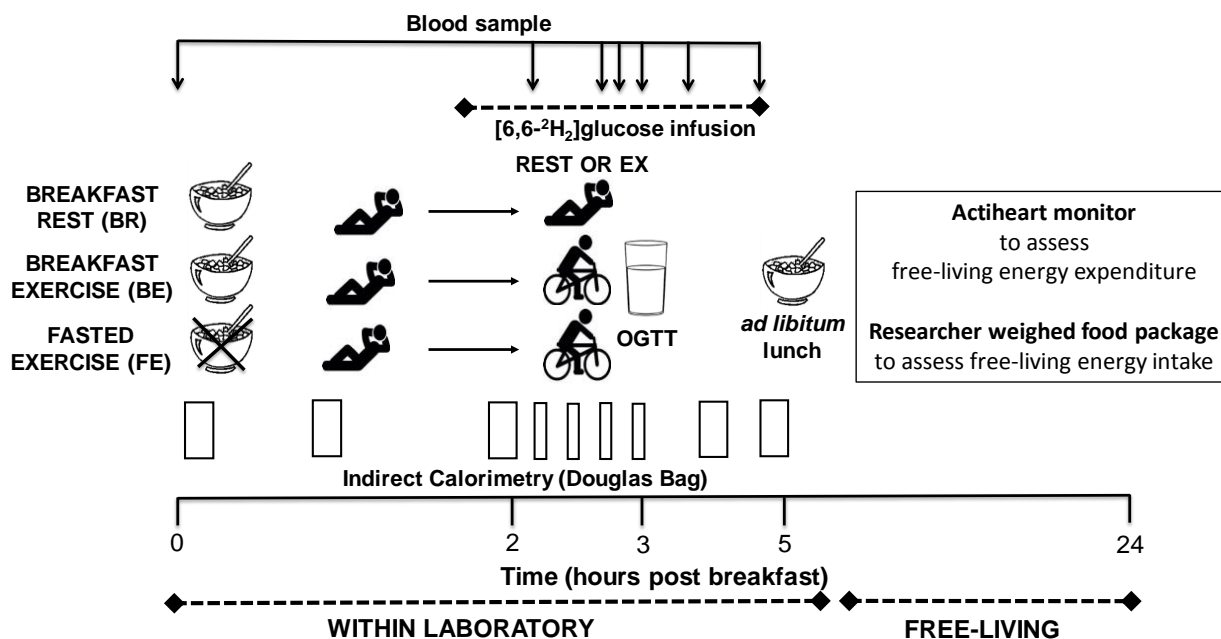 Blood sample
[6,6-²H₂]glucose infusion
REST OR EX
BREAKFAST
REST (BR)
BREAKFAST
EXERCISE (BE)
FASTED
EXERCISE (FE)
OGTT
ad libitum
lunch
Actiheart monitor
to assess
free-living energy expenditure
Researcher weighed food package
to assess free-living energy intake
Indirect Calorimetry (Douglas Bag)
0
2
3
5
24
Time (hours post breakfast)
WITHIN LABORATORY
FREE-LIVING